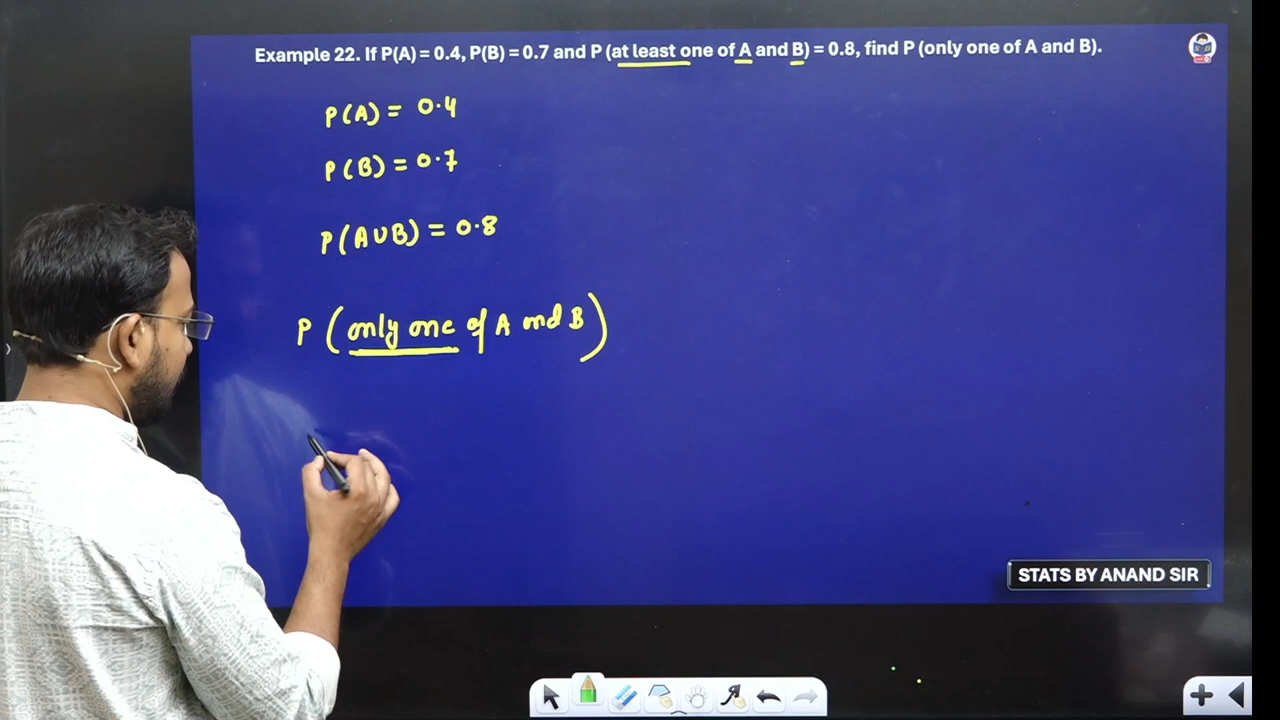 Example 22. If P(A) = 0.4, P(B) = 0.7 and P (at least one of A and B) = 0.8, find P (only one of A and B).
P(A) = 0.4
P(B) = 0.7
P(A∪B) = 0.8
P (only one of A and B)
STATS BY ANAND SIR